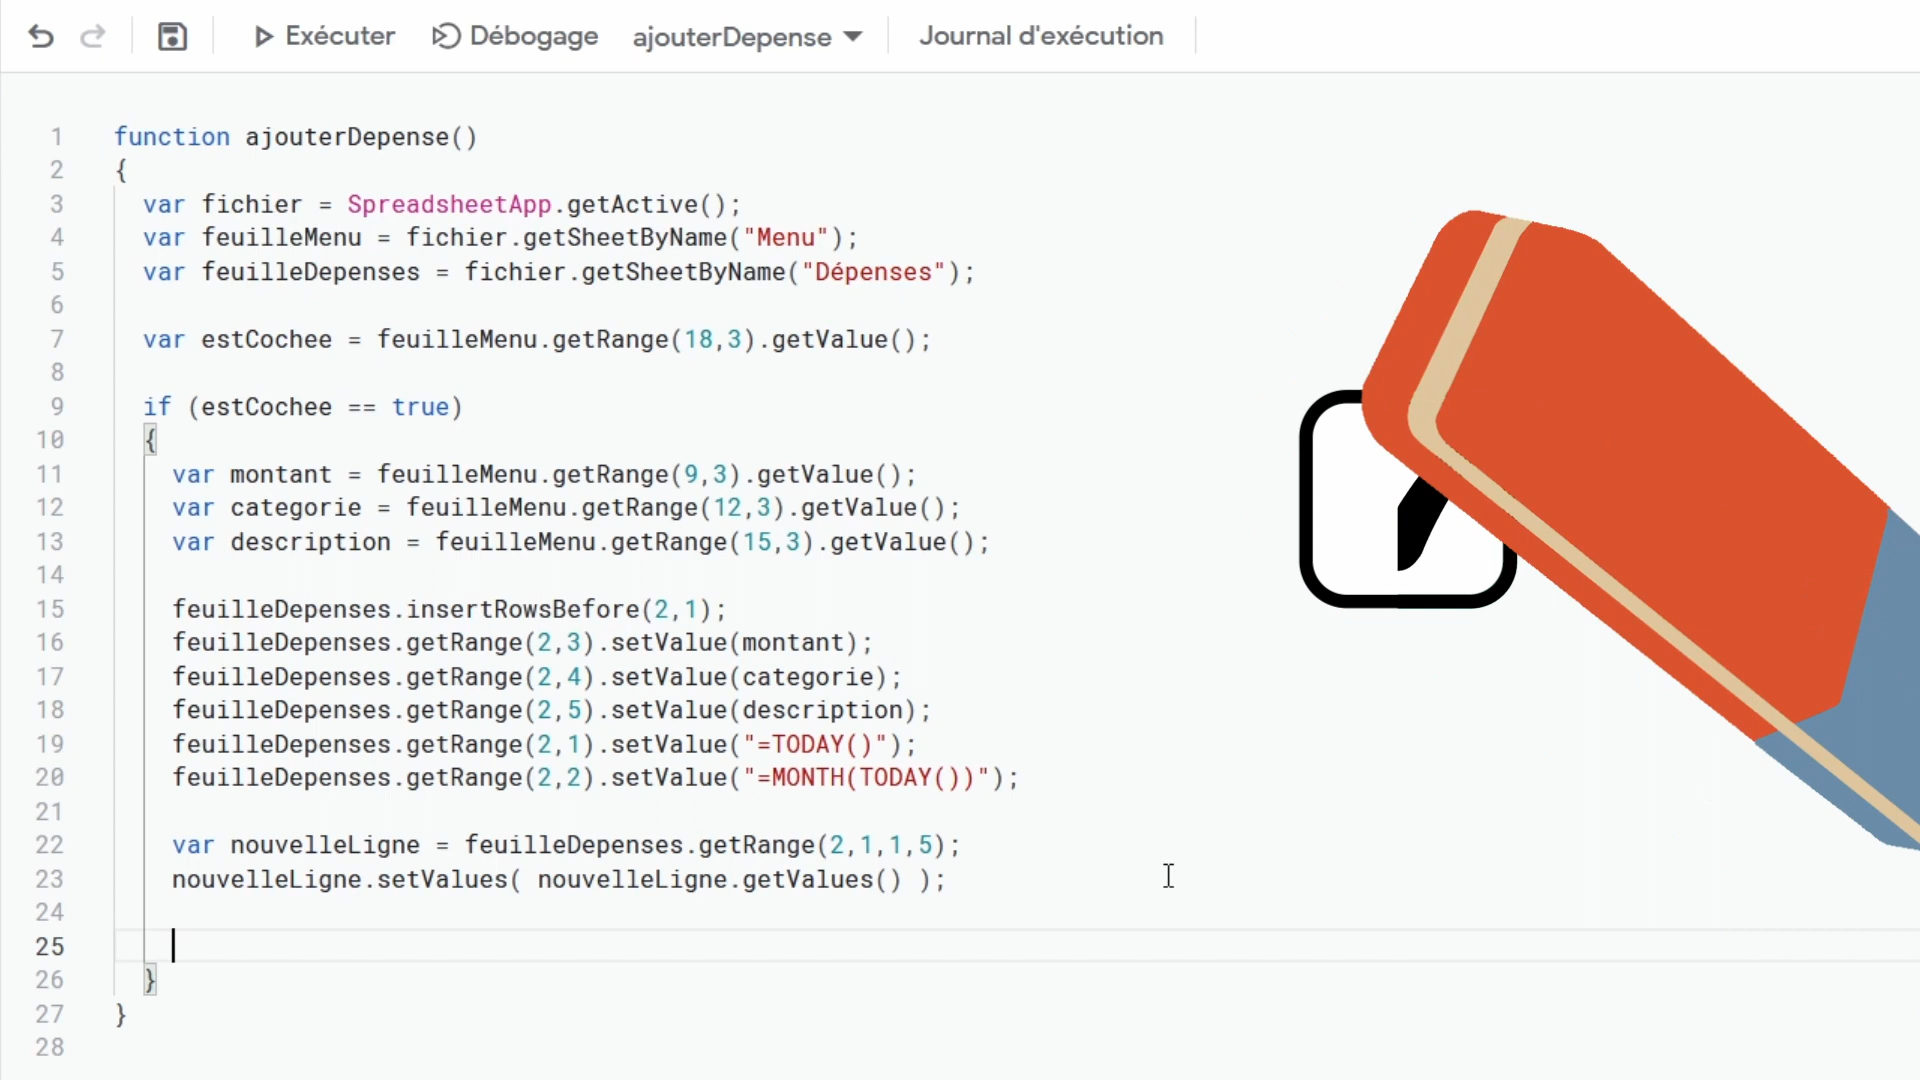 Exécuter Débogage ajouterDepense Journal d'exécution
1 function ajouterDepense()
2 {
3 var fichier = SpreadsheetApp.getActive();
4 var feuilleMenu = fichier.getSheetByName("Menu");
5 var feuilleDepenses = fichier.getSheetByName("Dépenses");
6
7 var estCochee = feuilleMenu.getRange(18,3).getValue();
8
9 if (estCochee == true)
10 {
11 var montant = feuilleMenu.getRange(9,3).getValue();
12 var categorie = feuilleMenu.getRange(12,3).getValue();
13 var description = feuilleMenu.getRange(15,3).getValue();
14
15 feuilleDepenses.insertRowsBefore(2,1);
16 feuilleDepenses.getRange(2,3).setValue(montant);
17 feuilleDepenses.getRange(2,4).setValue(categorie);
18 feuilleDepenses.getRange(2,5).setValue(description);
19 feuilleDepenses.getRange(2,1).setValue("=TODAY()");
20 feuilleDepenses.getRange(2,2).setValue("=MONTH(TODAY())");
21
22 var nouvelleLigne = feuilleDepenses.getRange(2,1,1,5);
23 nouvelleLigne.setValues( nouvelleLigne.getValues() );
24
25
26 }
27 }
28